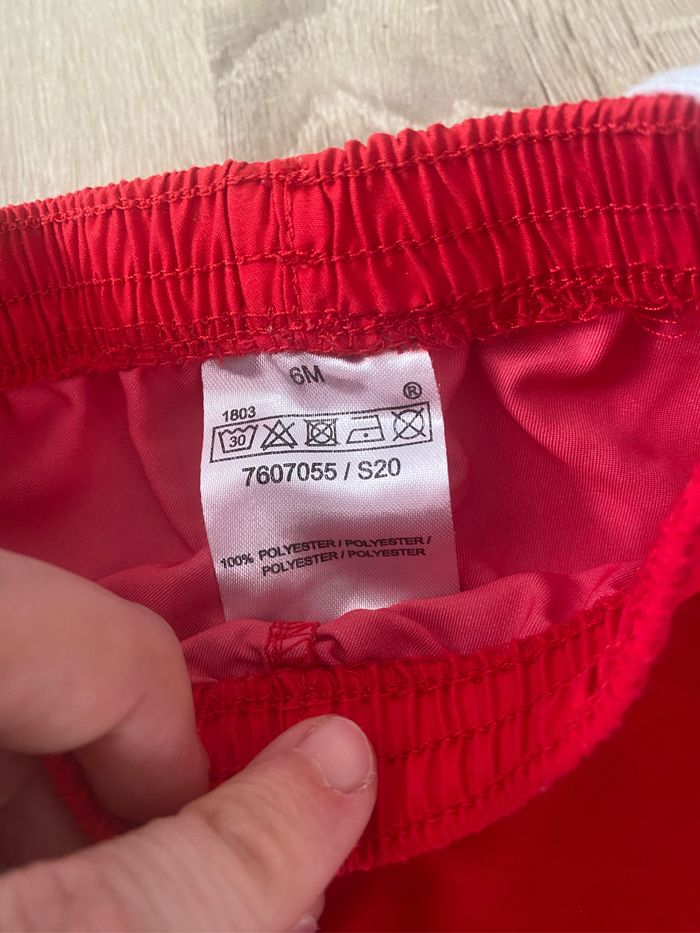 6M
®
1803
30
7607055 / S20
100% POLYESTER / POLYESTER /
POLYESTER / POLYESTER